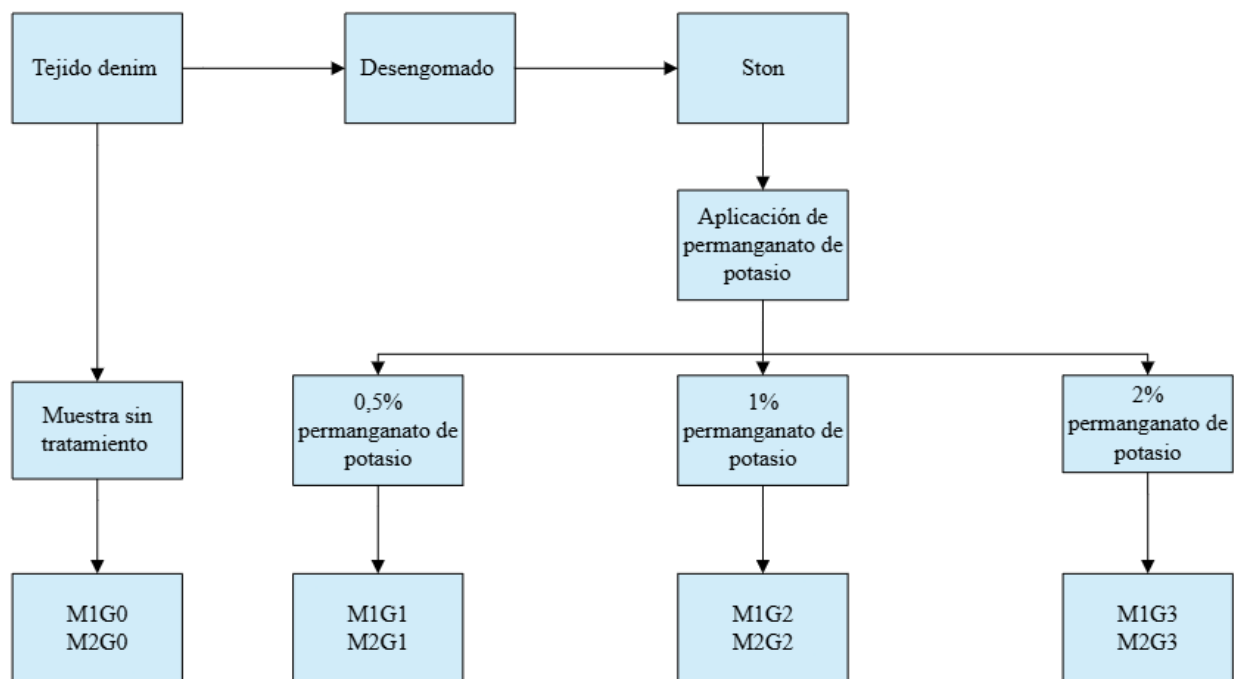 Tejido denim
Desengomado
Ston
Aplicación de
permanganato de
potasio
Muestra sin
tratamiento
0,5%
permanganato de
potasio
1%
permanganato de
potasio
2%
permanganato de
potasio
M1G0
M2G0
M1G1
M2G1
M1G2
M2G2
M1G3
M2G3